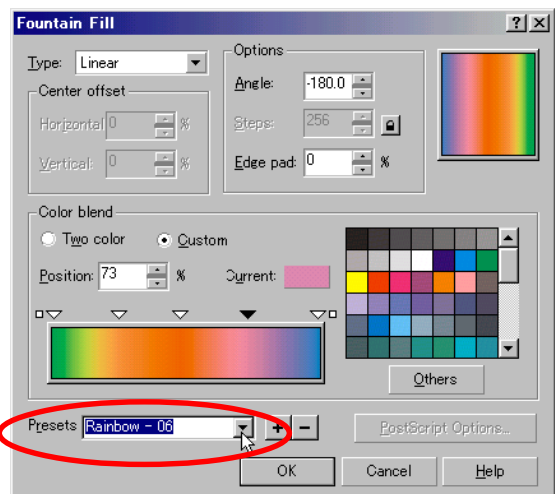 Fountain Fill
Type: Linear
Options
Angle: -180.0
Steps: 256
Edge pad: 0 %
Center offset
Horizontal 0 %
Vertical: 0 %
Color blend
Two color Custom
Position: 73 % Current:
Others
Presets Rainbow - 06 + -
PostScript Options...
OK Cancel Help